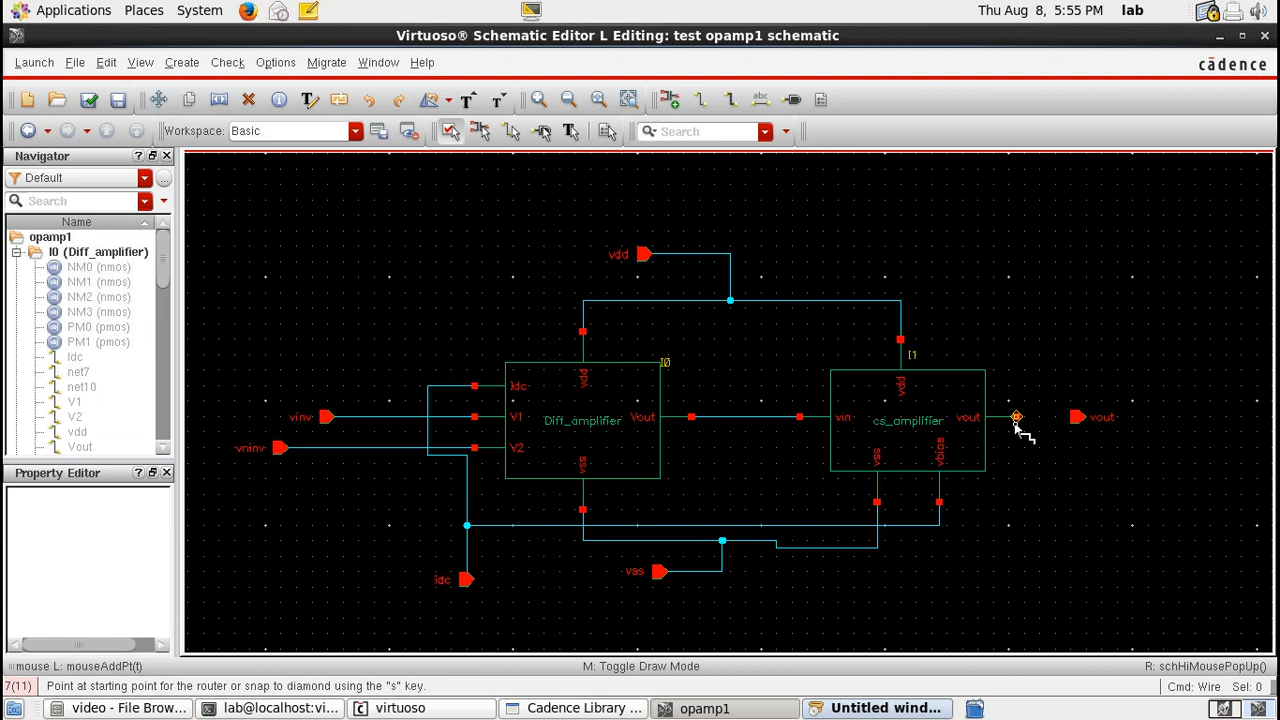 Applications Places System Thu Aug 8, 5:55 PM lab
Virtuoso® Schematic Editor L Editing: test opamp1 schematic
Launch File Edit View Create Check Options Migrate Window Help cādence
abc
Workspace: Basic Search
Navigator ? Default ...
Search
Name
opamp1
I0 (Diff_amplifier)
NM0 (nmos)
NM1 (nmos)
NM2 (nmos)
NM3 (nmos)
PM0 (pmos)
PM1 (pmos)
Idc
net7
net10
V1
V2
vdd
Vout
Property Editor ?
vdd
I0
I1
Idc vdd vdd
vinv V1 Diff_amplifier Vout vin cs_amplifier vout vout
vninv V2 vss vss vbias
idc vss
mouse L: mouseAddPt(t) M: Toggle Draw Mode R: schHiMousePopUp()
7(11) Point at starting point for the router or snap to diamond using the "s" key. Cmd: Wire Sel: 0
video - File Brow... lab@localhost:vi... virtuoso Cadence Library ... opamp1 Untitled wind...